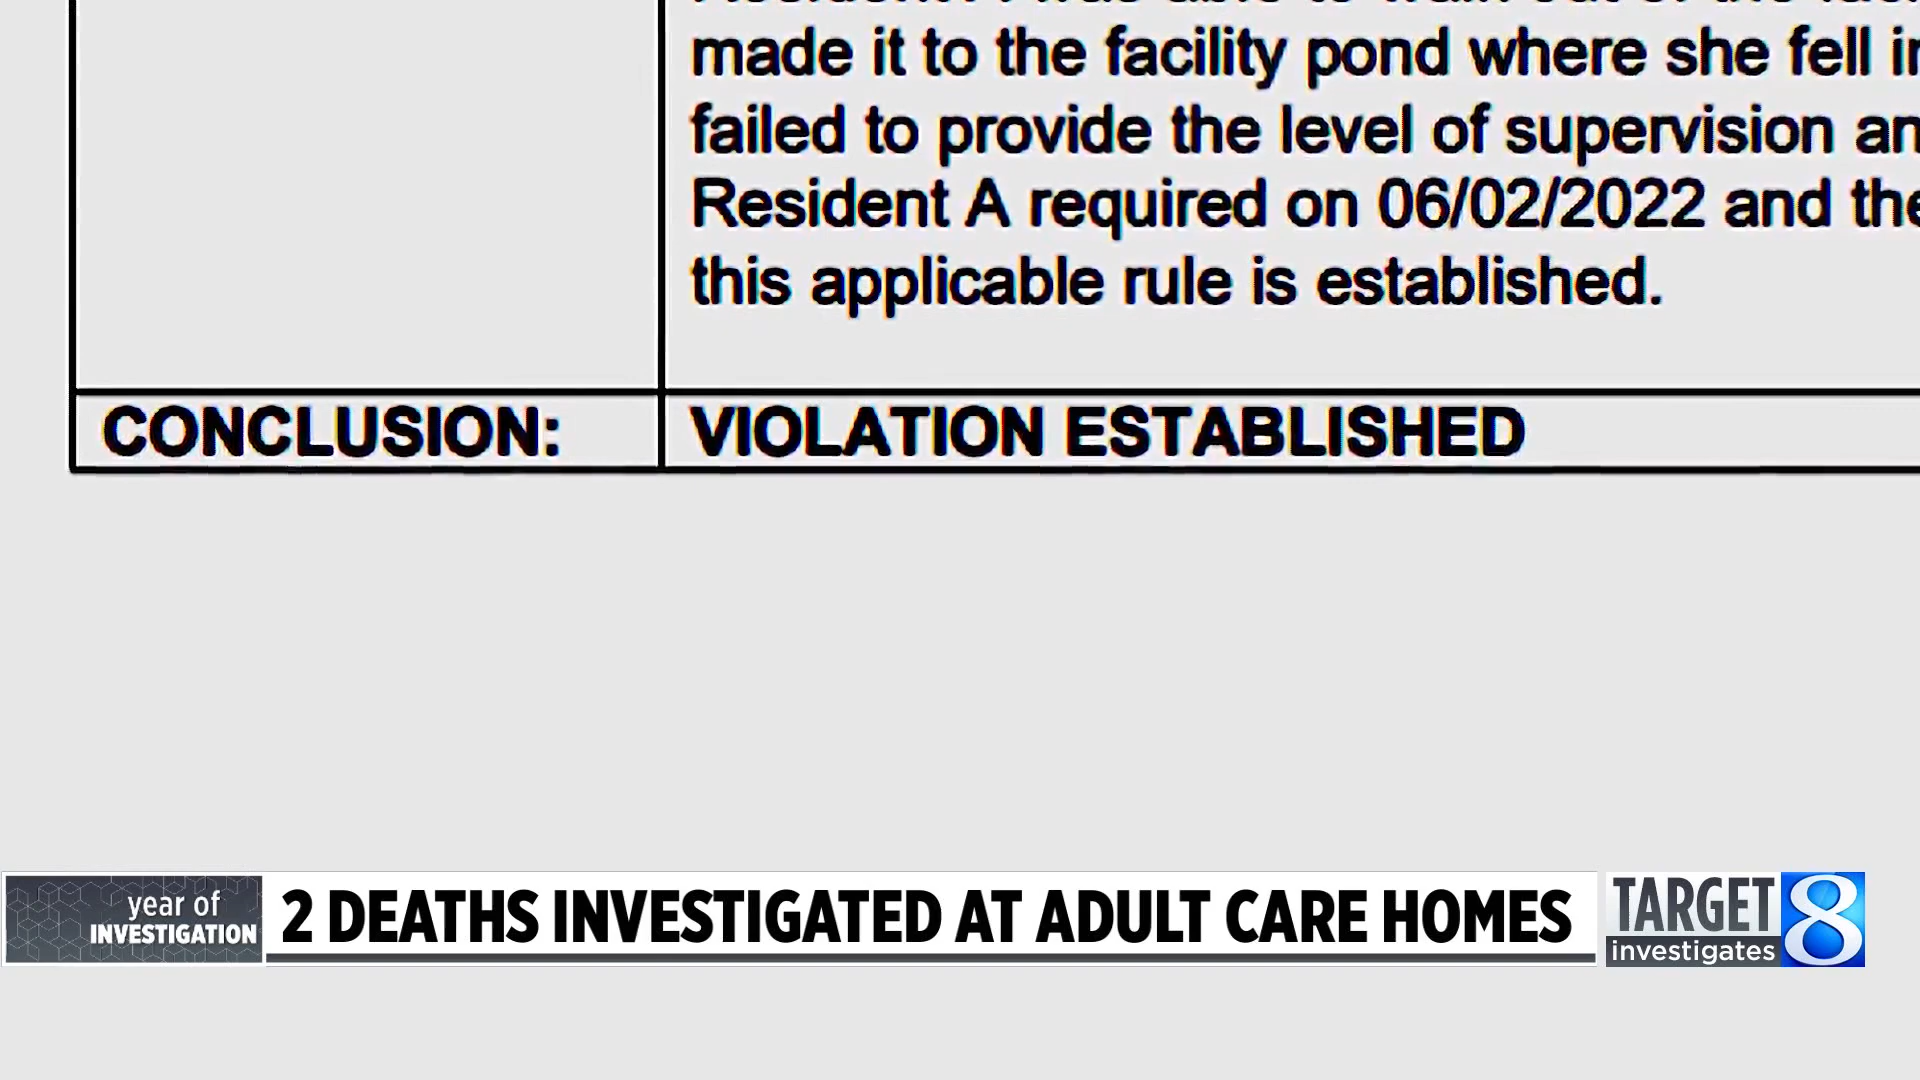 made it to the facility pond where she fell
failed to provide the level of supervision
Resident A required on 06/02/2022 and
this applicable rule is established.
CONCLUSION:
VIOLATION ESTABLISHED
year of
INVESTIGATION
2 DEATHS INVESTIGATED AT ADULT CARE HOMES
TARGET
investigates
8